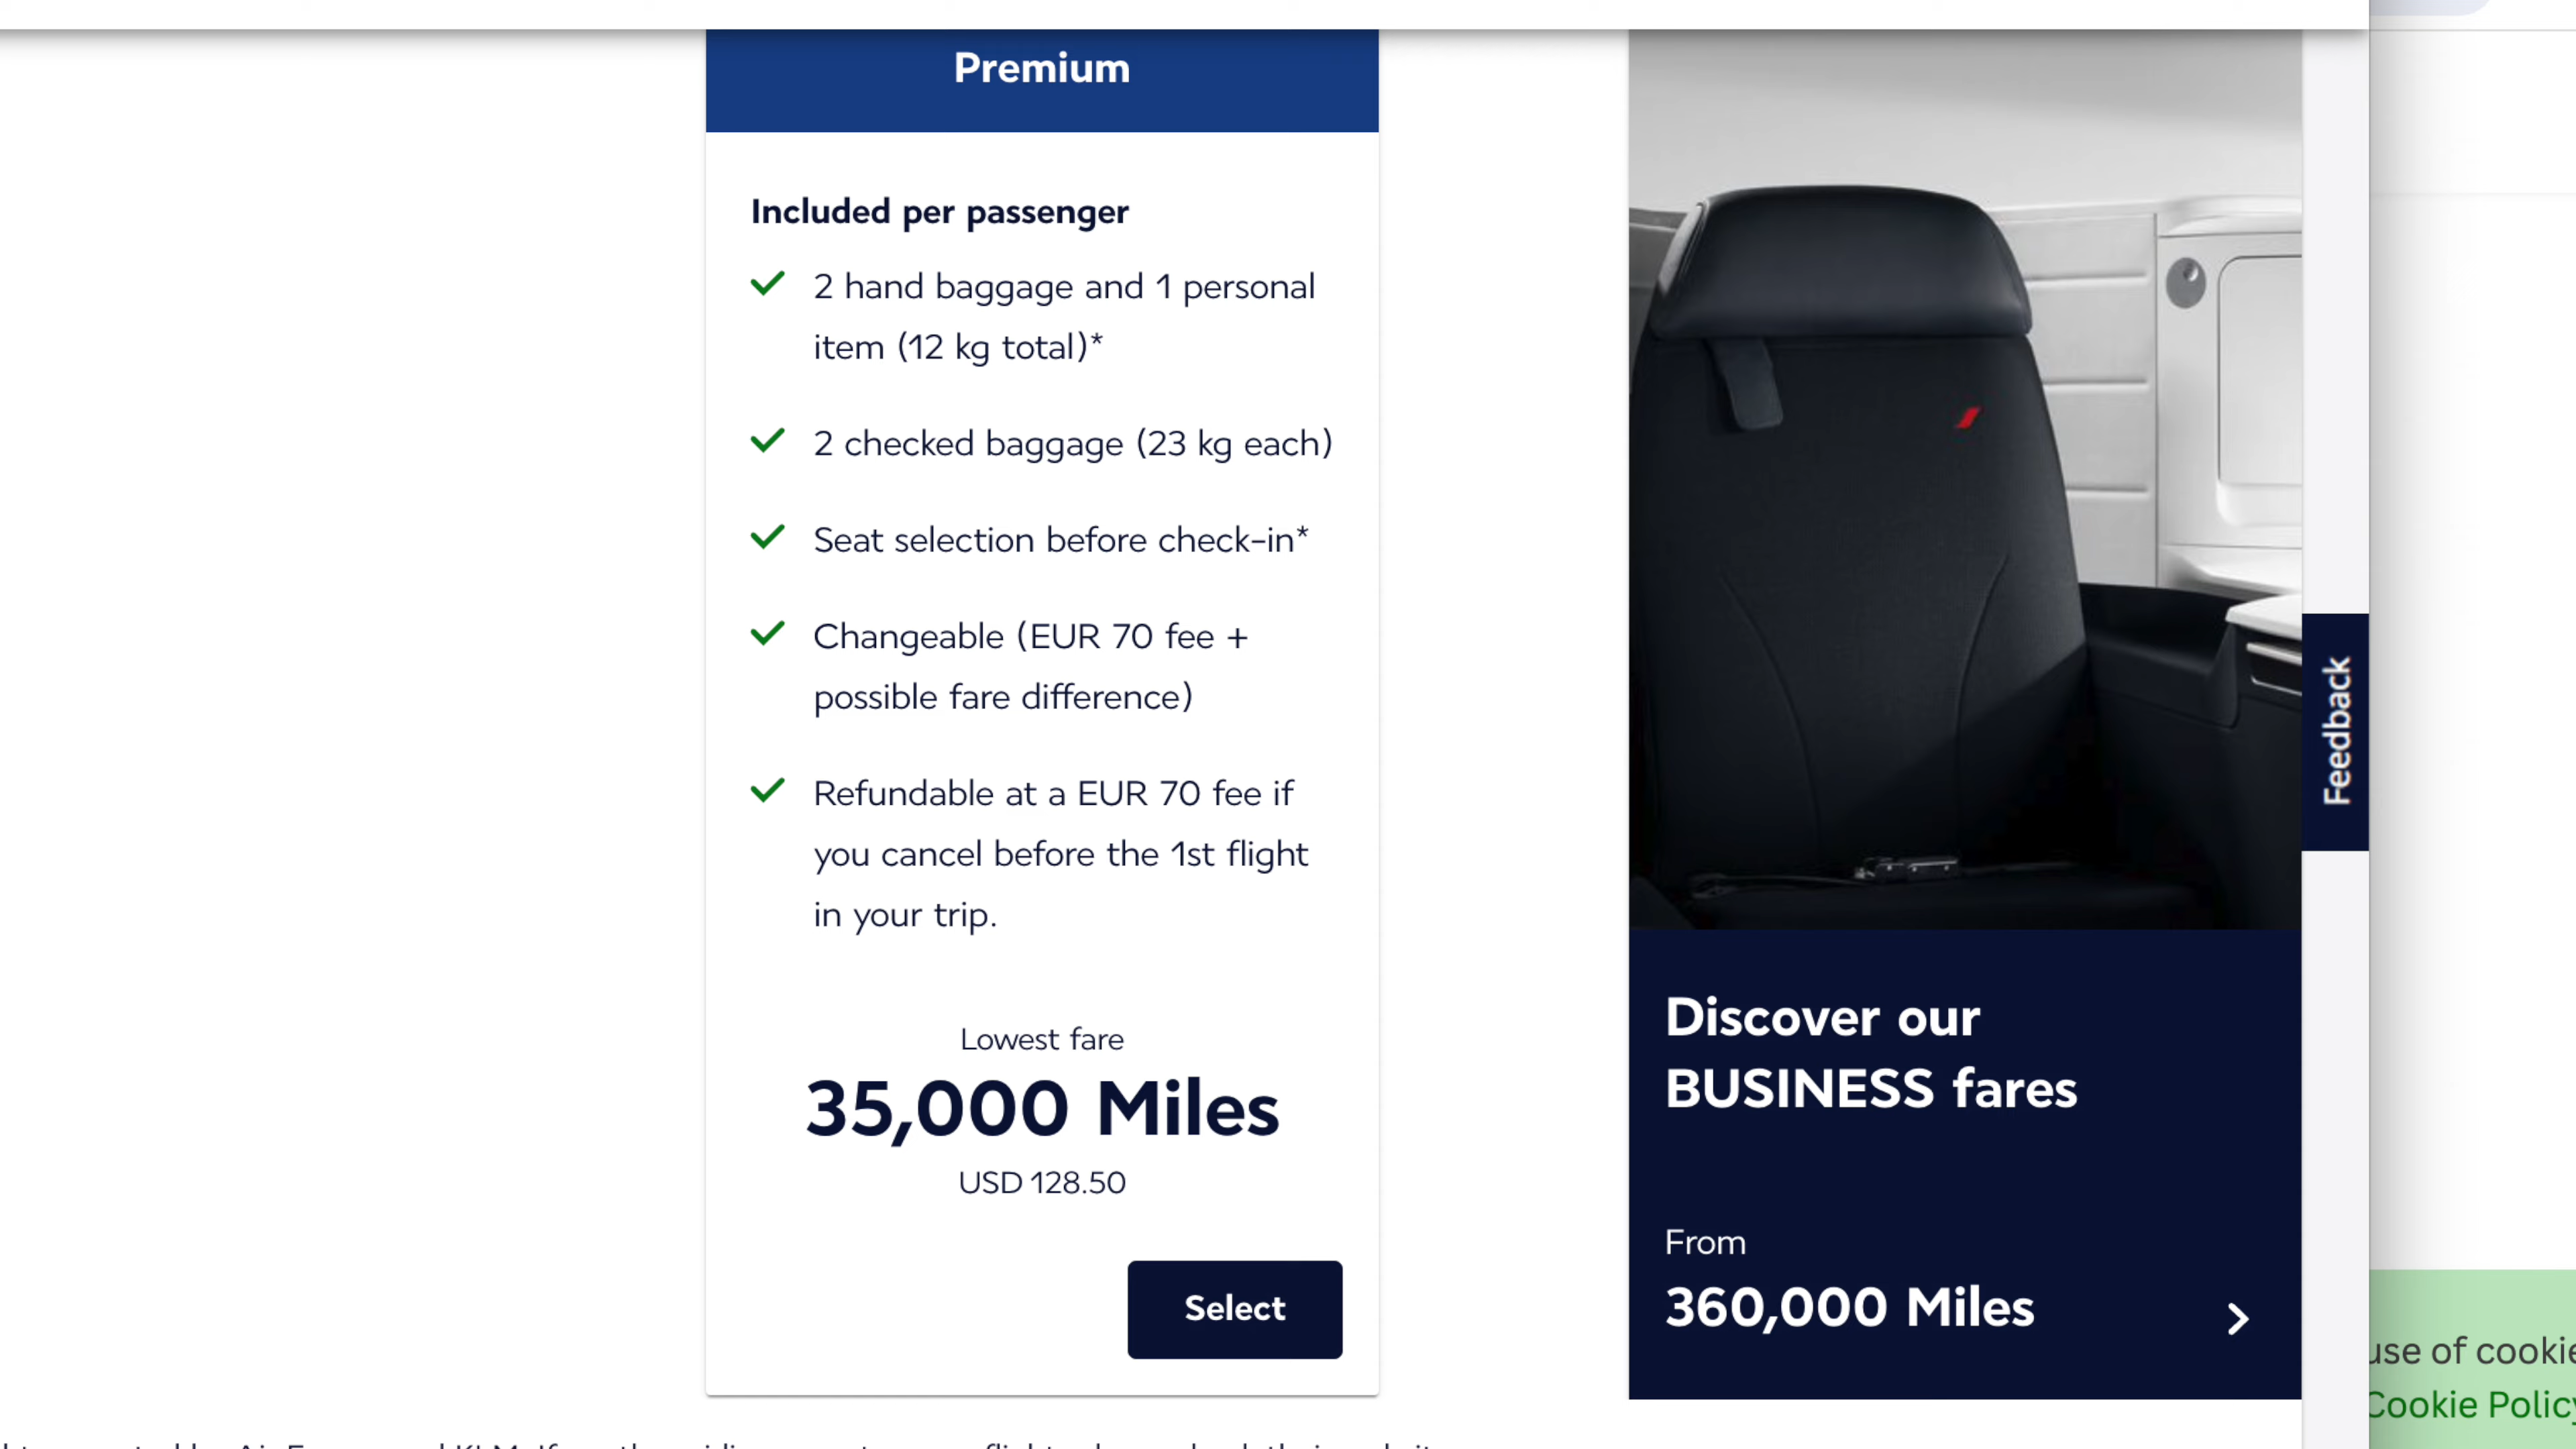 Premium
Included per passenger
2 hand baggage and 1 personal
item (12 kg total)*
2 checked baggage (23 kg each)
Seat selection before check-in*
Changeable (EUR 70 fee +
possible fare difference)
Refundable at a EUR 70 fee if
you cancel before the 1st flight
in your trip.
Lowest fare
35,000 Miles
USD 128.50
Select
Discover our
BUSINESS fares
From
360,000 Miles
Feedback
use of
Cookie Policy